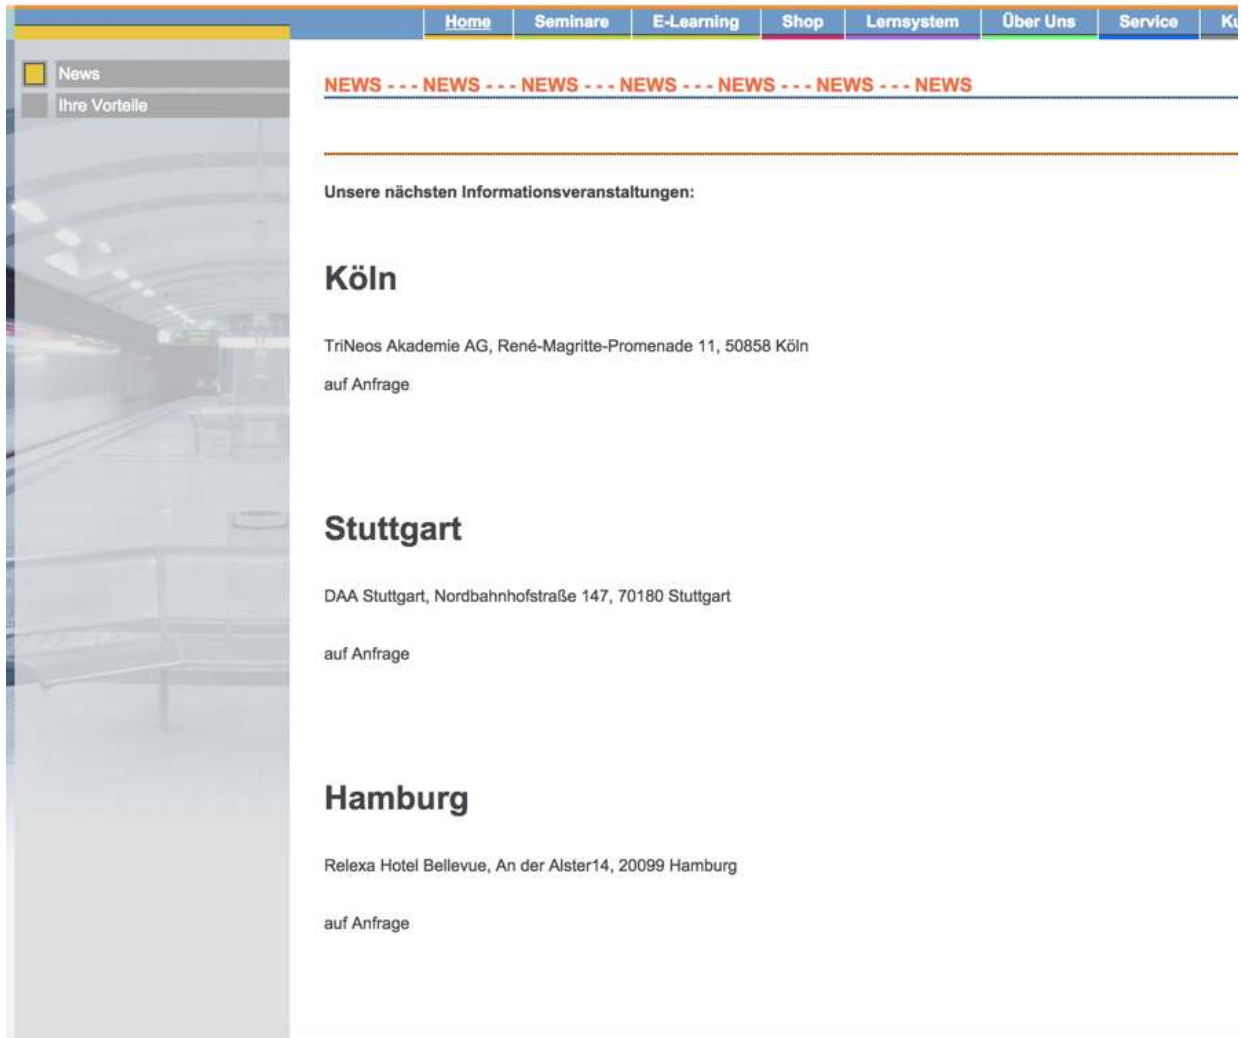 Home Seminare E-Learning Shop Lernsystem Über Uns Service Ku
News
Ihre Vorteile
NEWS - - - NEWS - - - NEWS - - - NEWS - - - NEWS - - - NEWS - - - NEWS
Unsere nächsten Informationsveranstaltungen:
Köln
TriNeos Akademie AG, René-Magritte-Promenade 11, 50858 Köln
auf Anfrage
Stuttgart
DAA Stuttgart, Nordbahnhofstraße 147, 70180 Stuttgart
auf Anfrage
Hamburg
Relexa Hotel Bellevue, An der Alster14, 20099 Hamburg
auf Anfrage